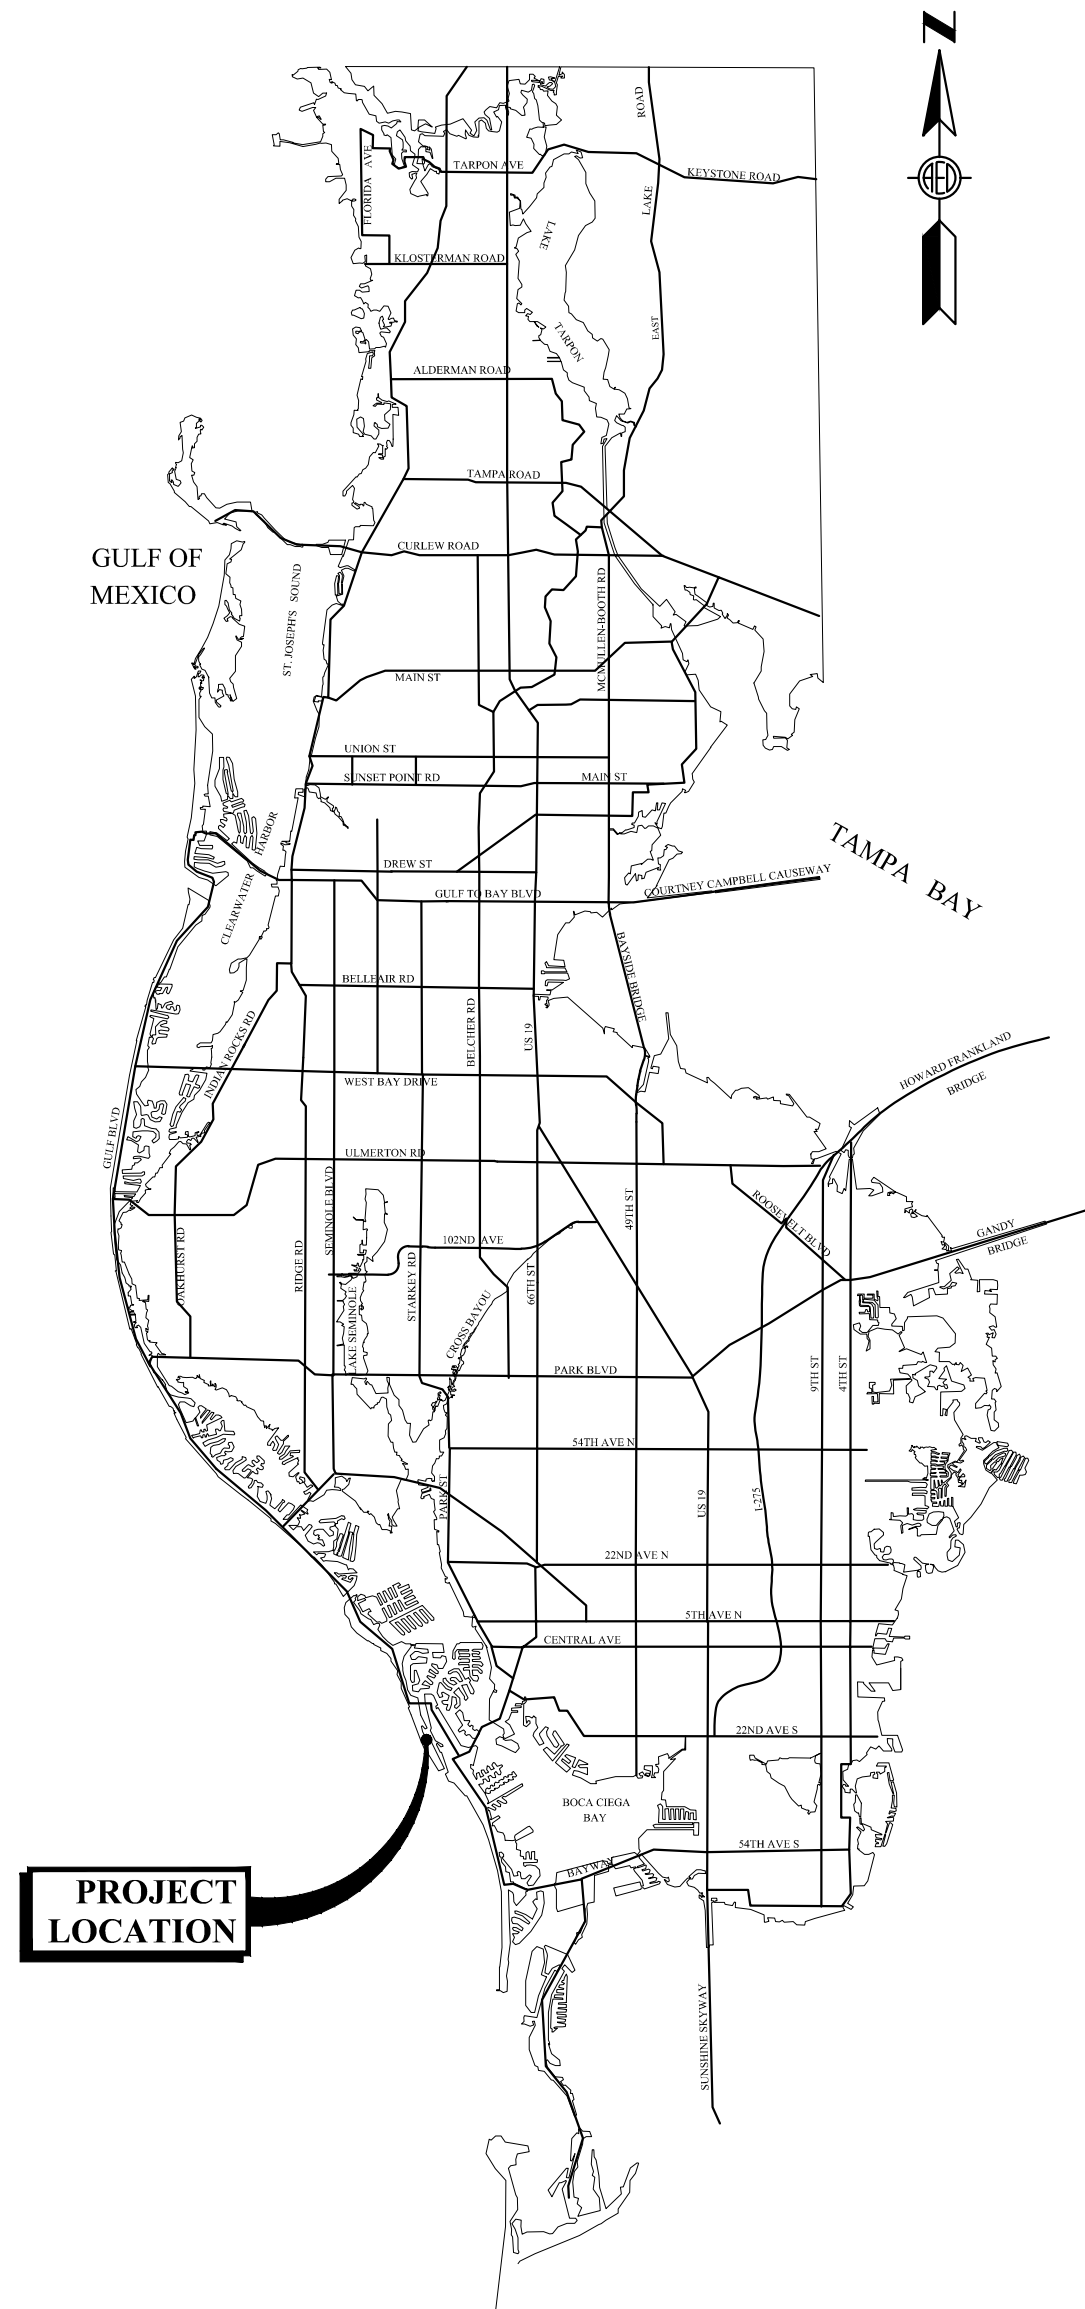 N
AED
ROAD
TARPON AVE
KEYSTONE ROAD
FLORIDA AVE
LAKE
LAKE
KLOSTERMAN ROAD
EAST
TARPON
ALDERMAN ROAD
TAMPA ROAD
CURLEW ROAD
GULF OF
MEXICO
ST. JOSEPH'S SOUND
MCMULLEN-BOOTH RD
MAIN ST
UNION ST
SUNSET POINT RD
MAIN ST
HARBOR
CLEARWATER
TAMPA BAY
DREW ST
GULF TO BAY BLVD
COURTNEY CAMPBELL CAUSEWAY
BAYSIDE BRIDGE
BELLEAIR RD
BELCHER RD
US 19
INDIAN ROCKS RD
HOWARD FRANKLAND
BRIDGE
WEST BAY DRIVE
GULF BLVD
ULMERTON RD
SEMINOLE BLVD
49TH ST
ROOSEVELT BLVD
GANDY
BRIDGE
OAKHURST RD
RIDGE RD
102ND AVE
STARKEY RD
66TH ST
LAKE SEMINOLE
CROSS BAYOU
PARK BLVD
9TH ST
4TH ST
54TH AVE N
PARK ST
US 19
I-275
22ND AVE N
5TH AVE N
CENTRAL AVE
22ND AVE S
BOCA CIEGA
BAY
54TH AVE S
BAYWAY
PROJECT
LOCATION
SUNSHINE SKYWAY